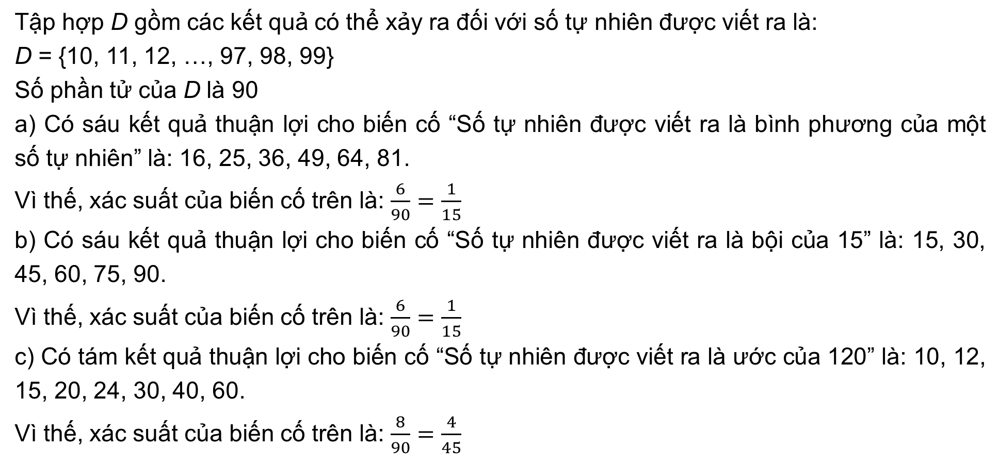 Tập hợp D gồm các kết quả có thể xảy ra đối với số tự nhiên được viết ra là:
D = {10, 11, 12, …, 97, 98, 99}
Số phần tử của D là 90
a) Có sáu kết quả thuận lợi cho biến cố “Số tự nhiên được viết ra là bình phương của một
số tự nhiên” là: 16, 25, 36, 49, 64, 81.
Vì thế, xác suất của biến cố trên là: 6/90 = 1/15
b) Có sáu kết quả thuận lợi cho biến cố “Số tự nhiên được viết ra là bội của 15” là: 15, 30,
45, 60, 75, 90.
Vì thế, xác suất của biến cố trên là: 6/90 = 1/15
c) Có tám kết quả thuận lợi cho biến cố “Số tự nhiên được viết ra là ước của 120” là: 10, 12,
15, 20, 24, 30, 40, 60.
Vì thế, xác suất của biến cố trên là: 8/90 = 4/45